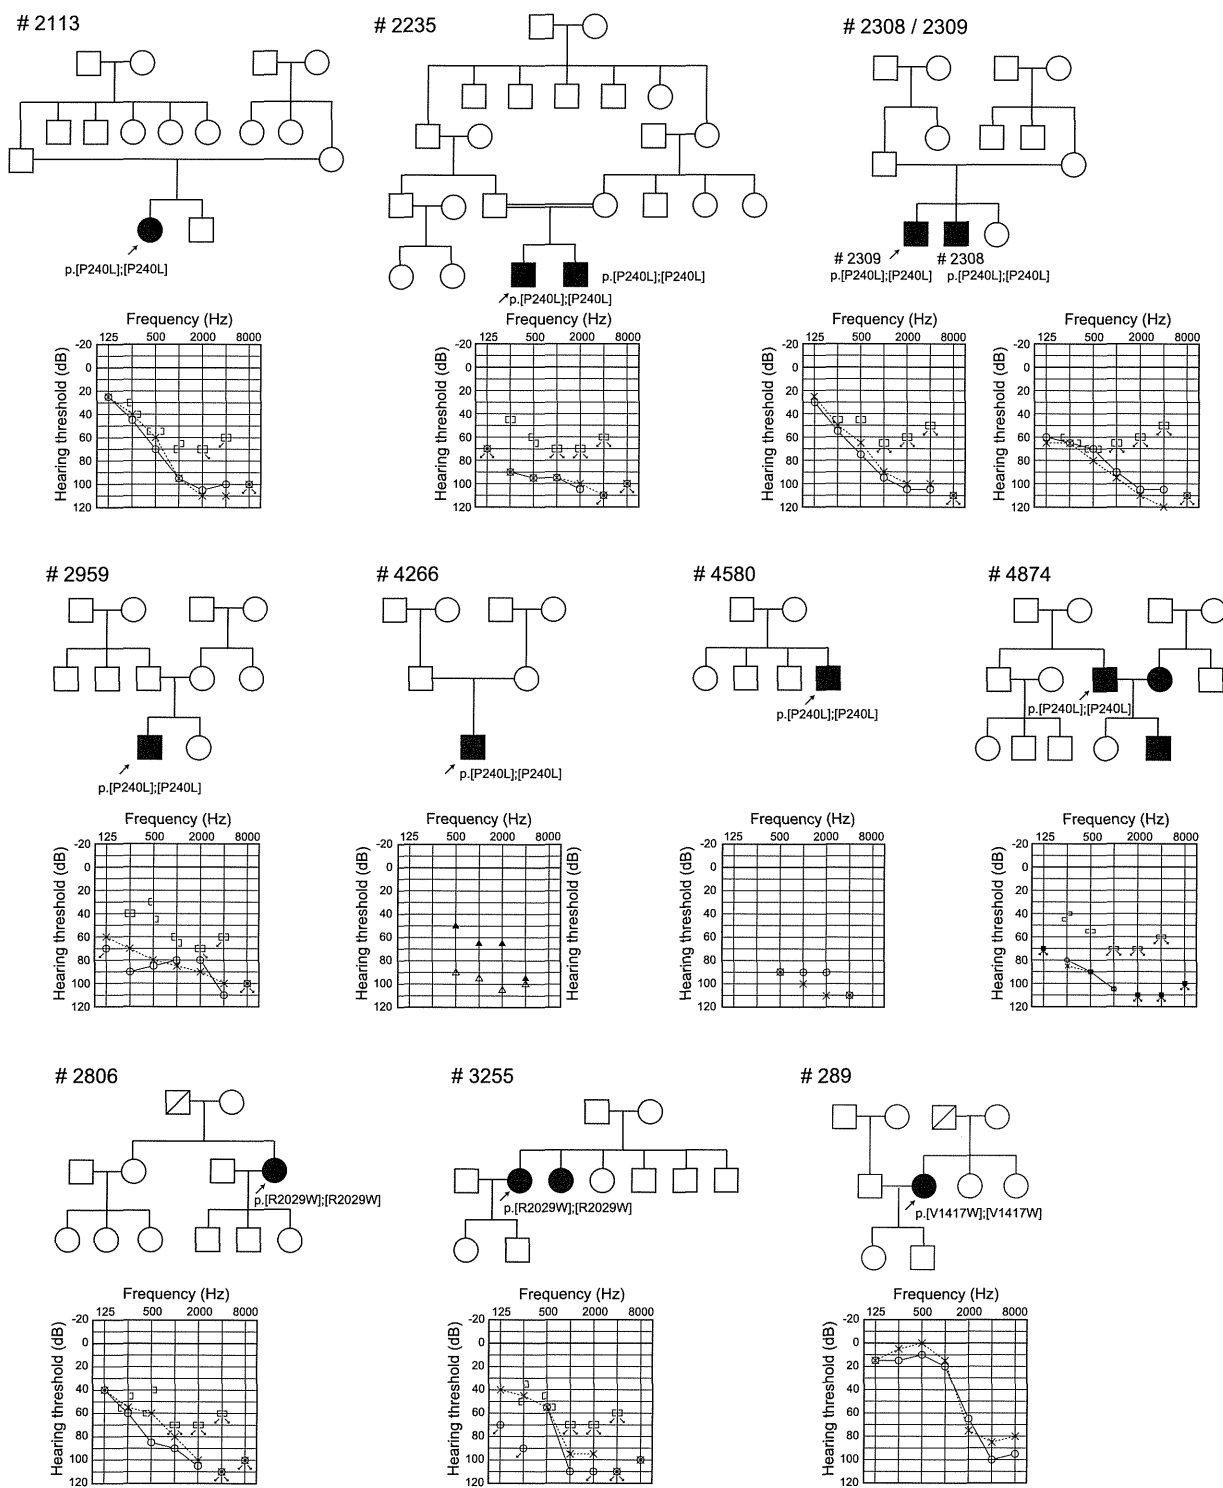 # 2113
# 2235
# 2308 / 2309
p.[P240L];[P240L]
p.[P240L];[P240L]
p.[P240L];[P240L]
# 2309
p.[P240L];[P240L]
# 2308
p.[P240L];[P240L]
Frequency (Hz)
125 500 2000 8000
Hearing threshold (dB)
-20
0
20
40
60
80
100
120
Frequency (Hz)
125 500 2000 8000
Hearing threshold (dB)
-20
0
20
40
60
80
100
120
Frequency (Hz)
125 500 2000 8000
Hearing threshold (dB)
-20
0
20
40
60
80
100
120
Frequency (Hz)
125 500 2000 8000
Hearing threshold (dB)
-20
0
20
40
60
80
100
120
# 2959
# 4266
# 4580
# 4874
p.[P240L];[P240L]
p.[P240L];[P240L]
p.[P240L];[P240L]
p.[P240L];[P240L]
Frequency (Hz)
125 500 2000 8000
Hearing threshold (dB)
-20
0
20
40
60
80
100
120
Frequency (Hz)
125 500 2000 8000
Hearing threshold (dB)
-20
0
20
40
60
80
100
120
Hearing threshold (dB)
Frequency (Hz)
125 500 2000 8000
Hearing threshold (dB)
-20
0
20
40
60
80
100
120
Frequency (Hz)
125 500 2000 8000
Hearing threshold (dB)
-20
0
20
40
60
80
100
120
# 2806
# 3255
# 289
p.[R2029W];[R2029W]
p.[R2029W];[R2029W]
p.[V1417W];[V1417W]
Frequency (Hz)
125 500 2000 8000
Hearing threshold (dB)
-20
0
20
40
60
80
100
120
Frequency (Hz)
125 500 2000 8000
Hearing threshold (dB)
-20
0
20
40
60
80
100
120
Frequency (Hz)
125 500 2000 8000
Hearing threshold (dB)
-20
0
20
40
60
80
100
120